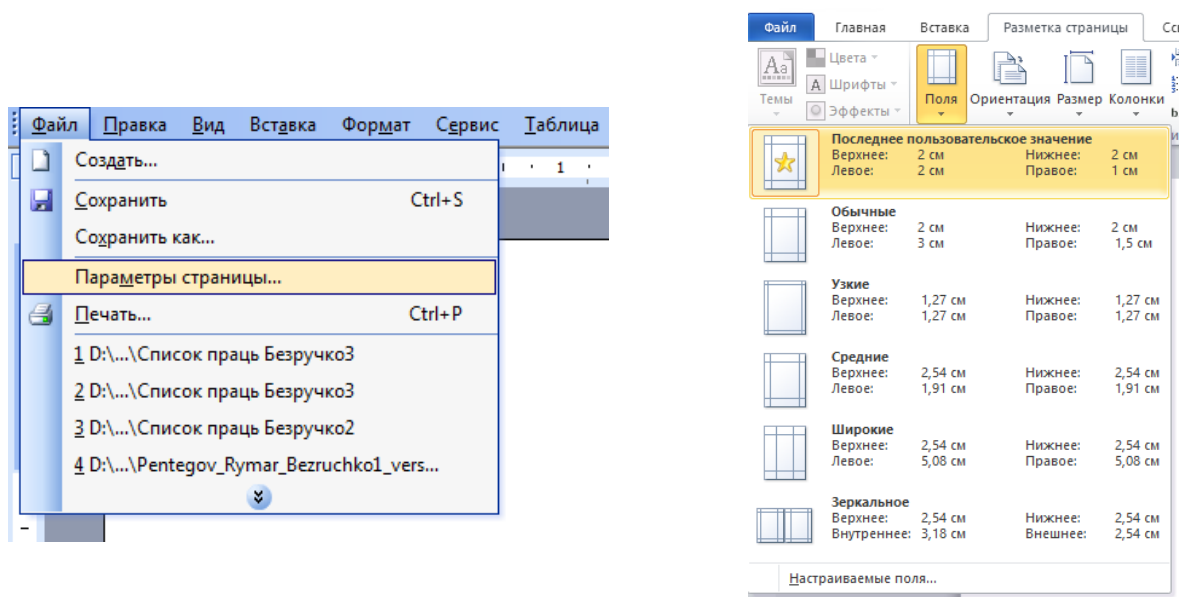 Файл Правка Вид Вставка Формат Сервис Таблица
Создать...
1
Сохранить Ctrl+S
Сохранить как...
Параметры страницы...
Печать... Ctrl+P
1 D:\...\Список праць Безручко3
2 D:\...\Список праць Безручко3
3 D:\...\Список праць Безручко2
4 D:\...\Pentegov_Rymar_Bezruchko1_vers...
Файл Главная Вставка Разметка страницы
Aa
Темы
Цвета
A Шрифты
Эффекты
Поля Ориентация Размер Колонки
Последнее пользовательское значение
Верхнее: 2 см Нижнее: 2 см
Левое: 2 см Правое: 1 см
Обычные
Верхнее: 2 см Нижнее: 2 см
Левое: 3 см Правое: 1,5 см
Узкие
Верхнее: 1,27 см Нижнее: 1,27 см
Левое: 1,27 см Правое: 1,27 см
Средние
Верхнее: 2,54 см Нижнее: 2,54 см
Левое: 1,91 см Правое: 1,91 см
Широкие
Верхнее: 2,54 см Нижнее: 2,54 см
Левое: 5,08 см Правое: 5,08 см
Зеркальное
Верхнее: 2,54 см Нижнее: 2,54 см
Внутреннее: 3,18 см Внешнее: 2,54 см
Настраиваемые поля...